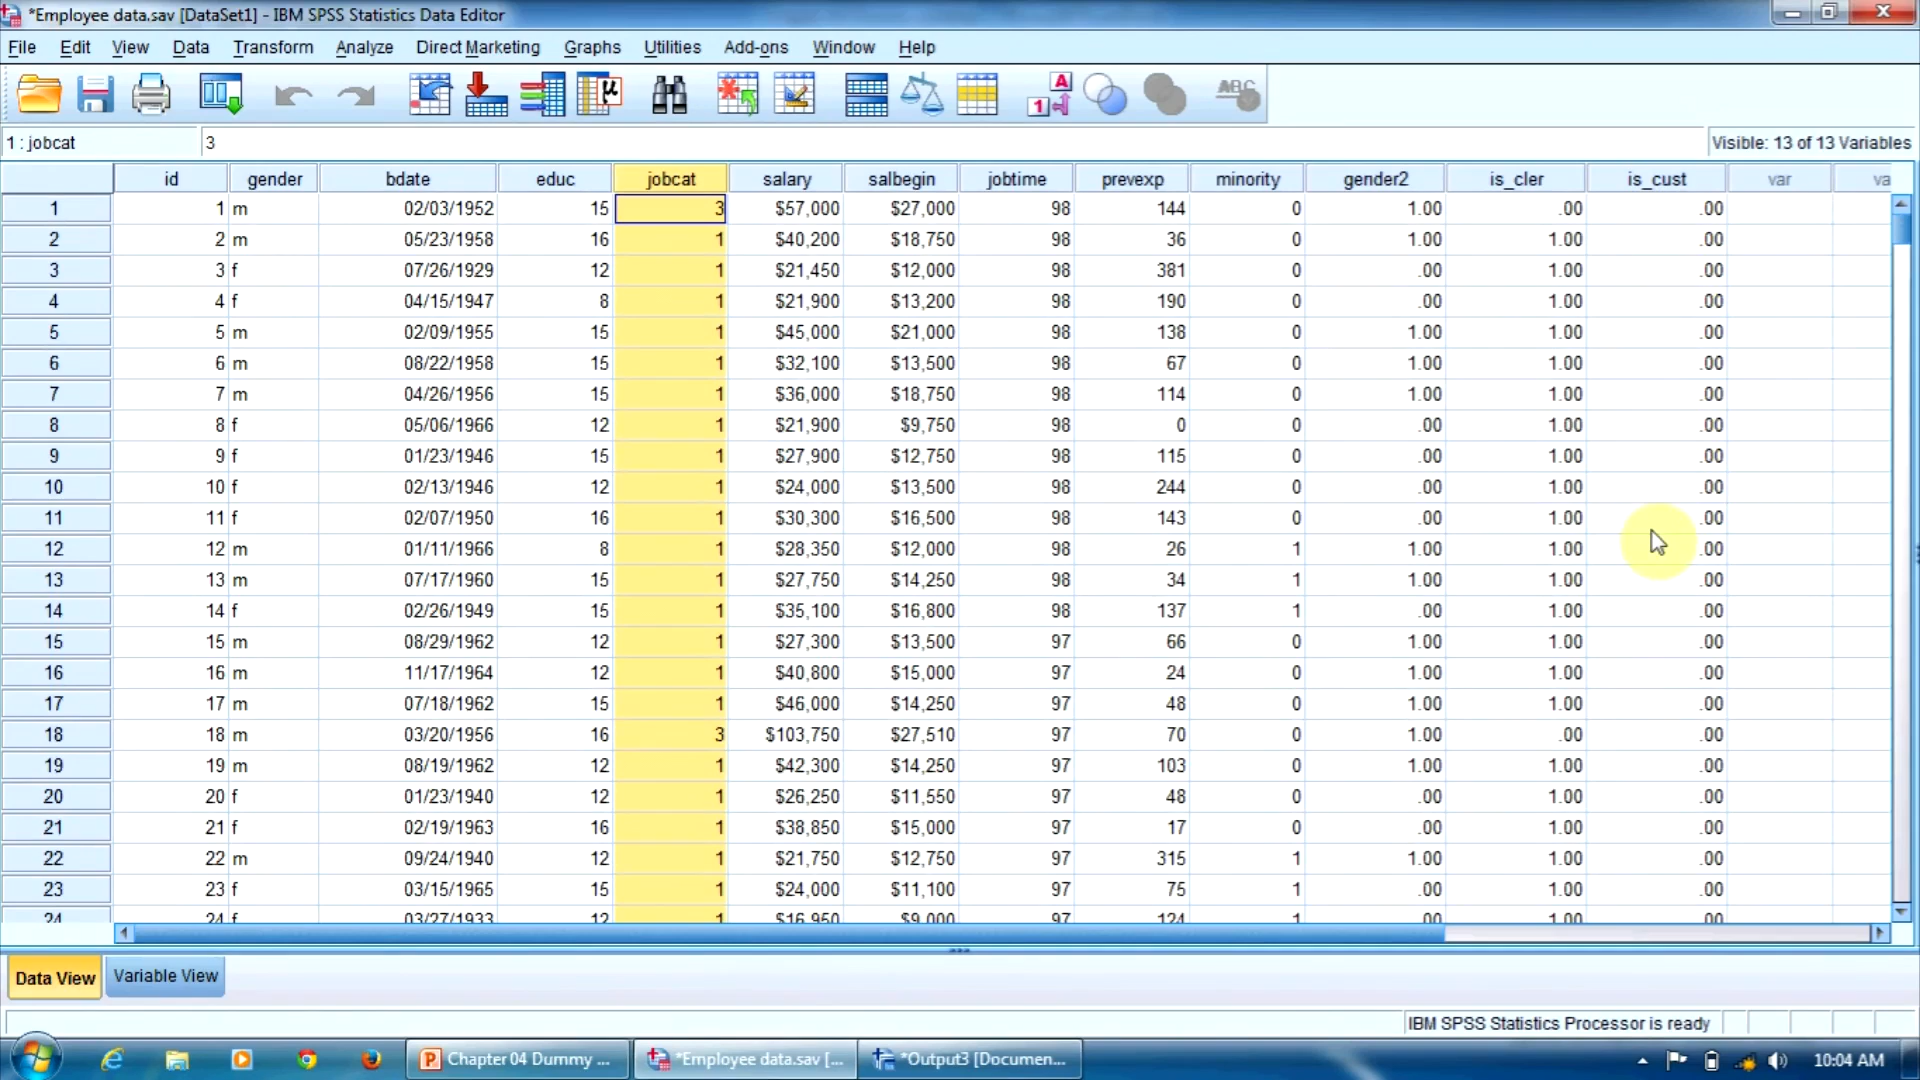 *Employee data.sav [DataSet1] - IBM SPSS Statistics Data Editor
File Edit View Data Transform Analyze Direct Marketing Graphs Utilities Add-ons Window Help
1 : jobcat 3 Visible: 13 of 13 Variables
id gender bdate educ jobcat salary salbegin jobtime prevexp minority gender2 is_cler is_cust var va
1 1 m 02/03/1952 15 3 $57,000 $27,000 98 144 0 1.00 .00 .00
2 2 m 05/23/1958 16 1 $40,200 $18,750 98 36 0 1.00 1.00 .00
3 3 f 07/26/1929 12 1 $21,450 $12,000 98 381 0 .00 1.00 .00
4 4 f 04/15/1947 8 1 $21,900 $13,200 98 190 0 .00 1.00 .00
5 5 m 02/09/1955 15 1 $45,000 $21,000 98 138 0 1.00 1.00 .00
6 6 m 08/22/1958 15 1 $32,100 $13,500 98 67 0 1.00 1.00 .00
7 7 m 04/26/1956 15 1 $36,000 $18,750 98 114 0 1.00 1.00 .00
8 8 f 05/06/1966 12 1 $21,900 $9,750 98 0 0 .00 1.00 .00
9 9 f 01/23/1946 15 1 $27,900 $12,750 98 115 0 .00 1.00 .00
10 10 f 02/13/1946 12 1 $24,000 $13,500 98 244 0 .00 1.00 .00
11 11 f 02/07/1950 16 1 $30,300 $16,500 98 143 0 .00 1.00 .00
12 12 m 01/11/1966 8 1 $28,350 $12,000 98 26 1 1.00 1.00 .00
13 13 m 07/17/1960 15 1 $27,750 $14,250 98 34 1 1.00 1.00 .00
14 14 f 02/26/1949 15 1 $35,100 $16,800 98 137 1 .00 1.00 .00
15 15 m 08/29/1962 12 1 $27,300 $13,500 97 66 0 1.00 1.00 .00
16 16 m 11/17/1964 12 1 $40,800 $15,000 97 24 0 1.00 1.00 .00
17 17 m 07/18/1962 15 1 $46,000 $14,250 97 48 0 1.00 1.00 .00
18 18 m 03/20/1956 16 3 $103,750 $27,510 97 70 0 1.00 .00 .00
19 19 m 08/19/1962 12 1 $42,300 $14,250 97 103 0 1.00 1.00 .00
20 20 f 01/23/1940 12 1 $26,250 $11,550 97 48 0 .00 1.00 .00
21 21 f 02/19/1963 16 1 $38,850 $15,000 97 17 0 .00 1.00 .00
22 22 m 09/24/1940 12 1 $21,750 $12,750 97 315 1 1.00 1.00 .00
23 23 f 03/15/1965 15 1 $24,000 $11,100 97 75 1 .00 1.00 .00
24 24 f 03/27/1933 12 1 $16,950 $9,000 97 124 1 .00 1.00 .00
Data View Variable View
IBM SPSS Statistics Processor is ready
Chapter 04 Dummy ... *Employee data.sav [... *Output3 [Documen... 10:04 AM